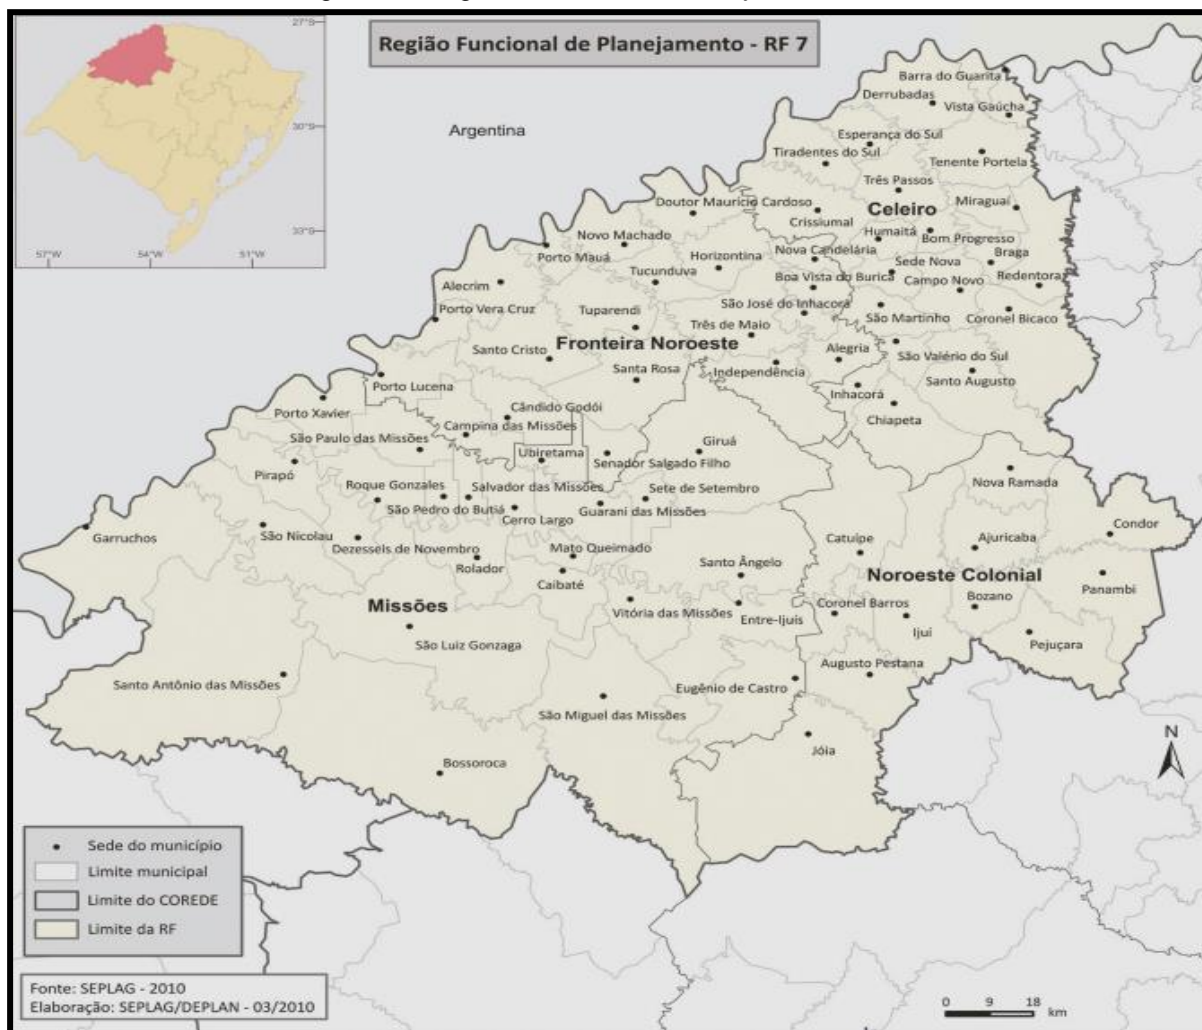 Região Funcional de Planejamento - RF 7
27°S
30°S
33°S
57°W
54°W
51°W
Argentina
Barra do Guarita
Derrubadas
Vista Gaúcha
Esperança do Sul
Tiradentes do Sul
Tenente Portela
Três Passos
Doutor Maurício Cardoso
Miraguaí
Crissiumal
Celeiro
Humaitá
Novo Machado
Bom Progresso
Porto Mauá
Horizontina
Nova Candelária
Braga
Tucunduva
Sede Nova
Boa Vista do Buricá
Redentora
Alecrim
Campo Novo
São José do Inhacorá
Porto Vera Cruz
Tuparendi
São Martinho
Coronel Bicaco
Três de Maio
Fronteira Noroeste
Santo Cristo
Alegria
São Valério do Sul
Santa Rosa
Independência
Santo Augusto
Porto Lucena
Inhacorá
Porto Xavier
Chiapeta
Cândido Godói
Campina das Missões
São Paulo das Missões
Giruá
Ubiretama
Senador Salgado Filho
Pirapó
Nova Ramada
Roque Gonzales
Salvador das Missões
Sete de Setembro
São Pedro do Butiá
Guarani das Missões
Cerro Largo
Condor
Garruchos
São Nicolau
Catuípe
Ajuricaba
Dezesseis de Novembro
Mato Queimado
Rolador
Santo Ângelo
Noroeste Colonial
Caibaté
Panambi
Bozano
Missões
Vitória das Missões
Coronel Barros
Entre-Ijuís
Ijuí
São Luiz Gonzaga
Pejuçara
Augusto Pestana
Santo Antônio das Missões
Eugênio de Castro
São Miguel das Missões
Jóia
Bossoroca
N
Sede do município
Limite municipal
Limite do COREDE
Limite da RF
Fonte: SEPLAG - 2010
Elaboração: SEPLAG/DEPLAN - 03/2010
0 9 18
km